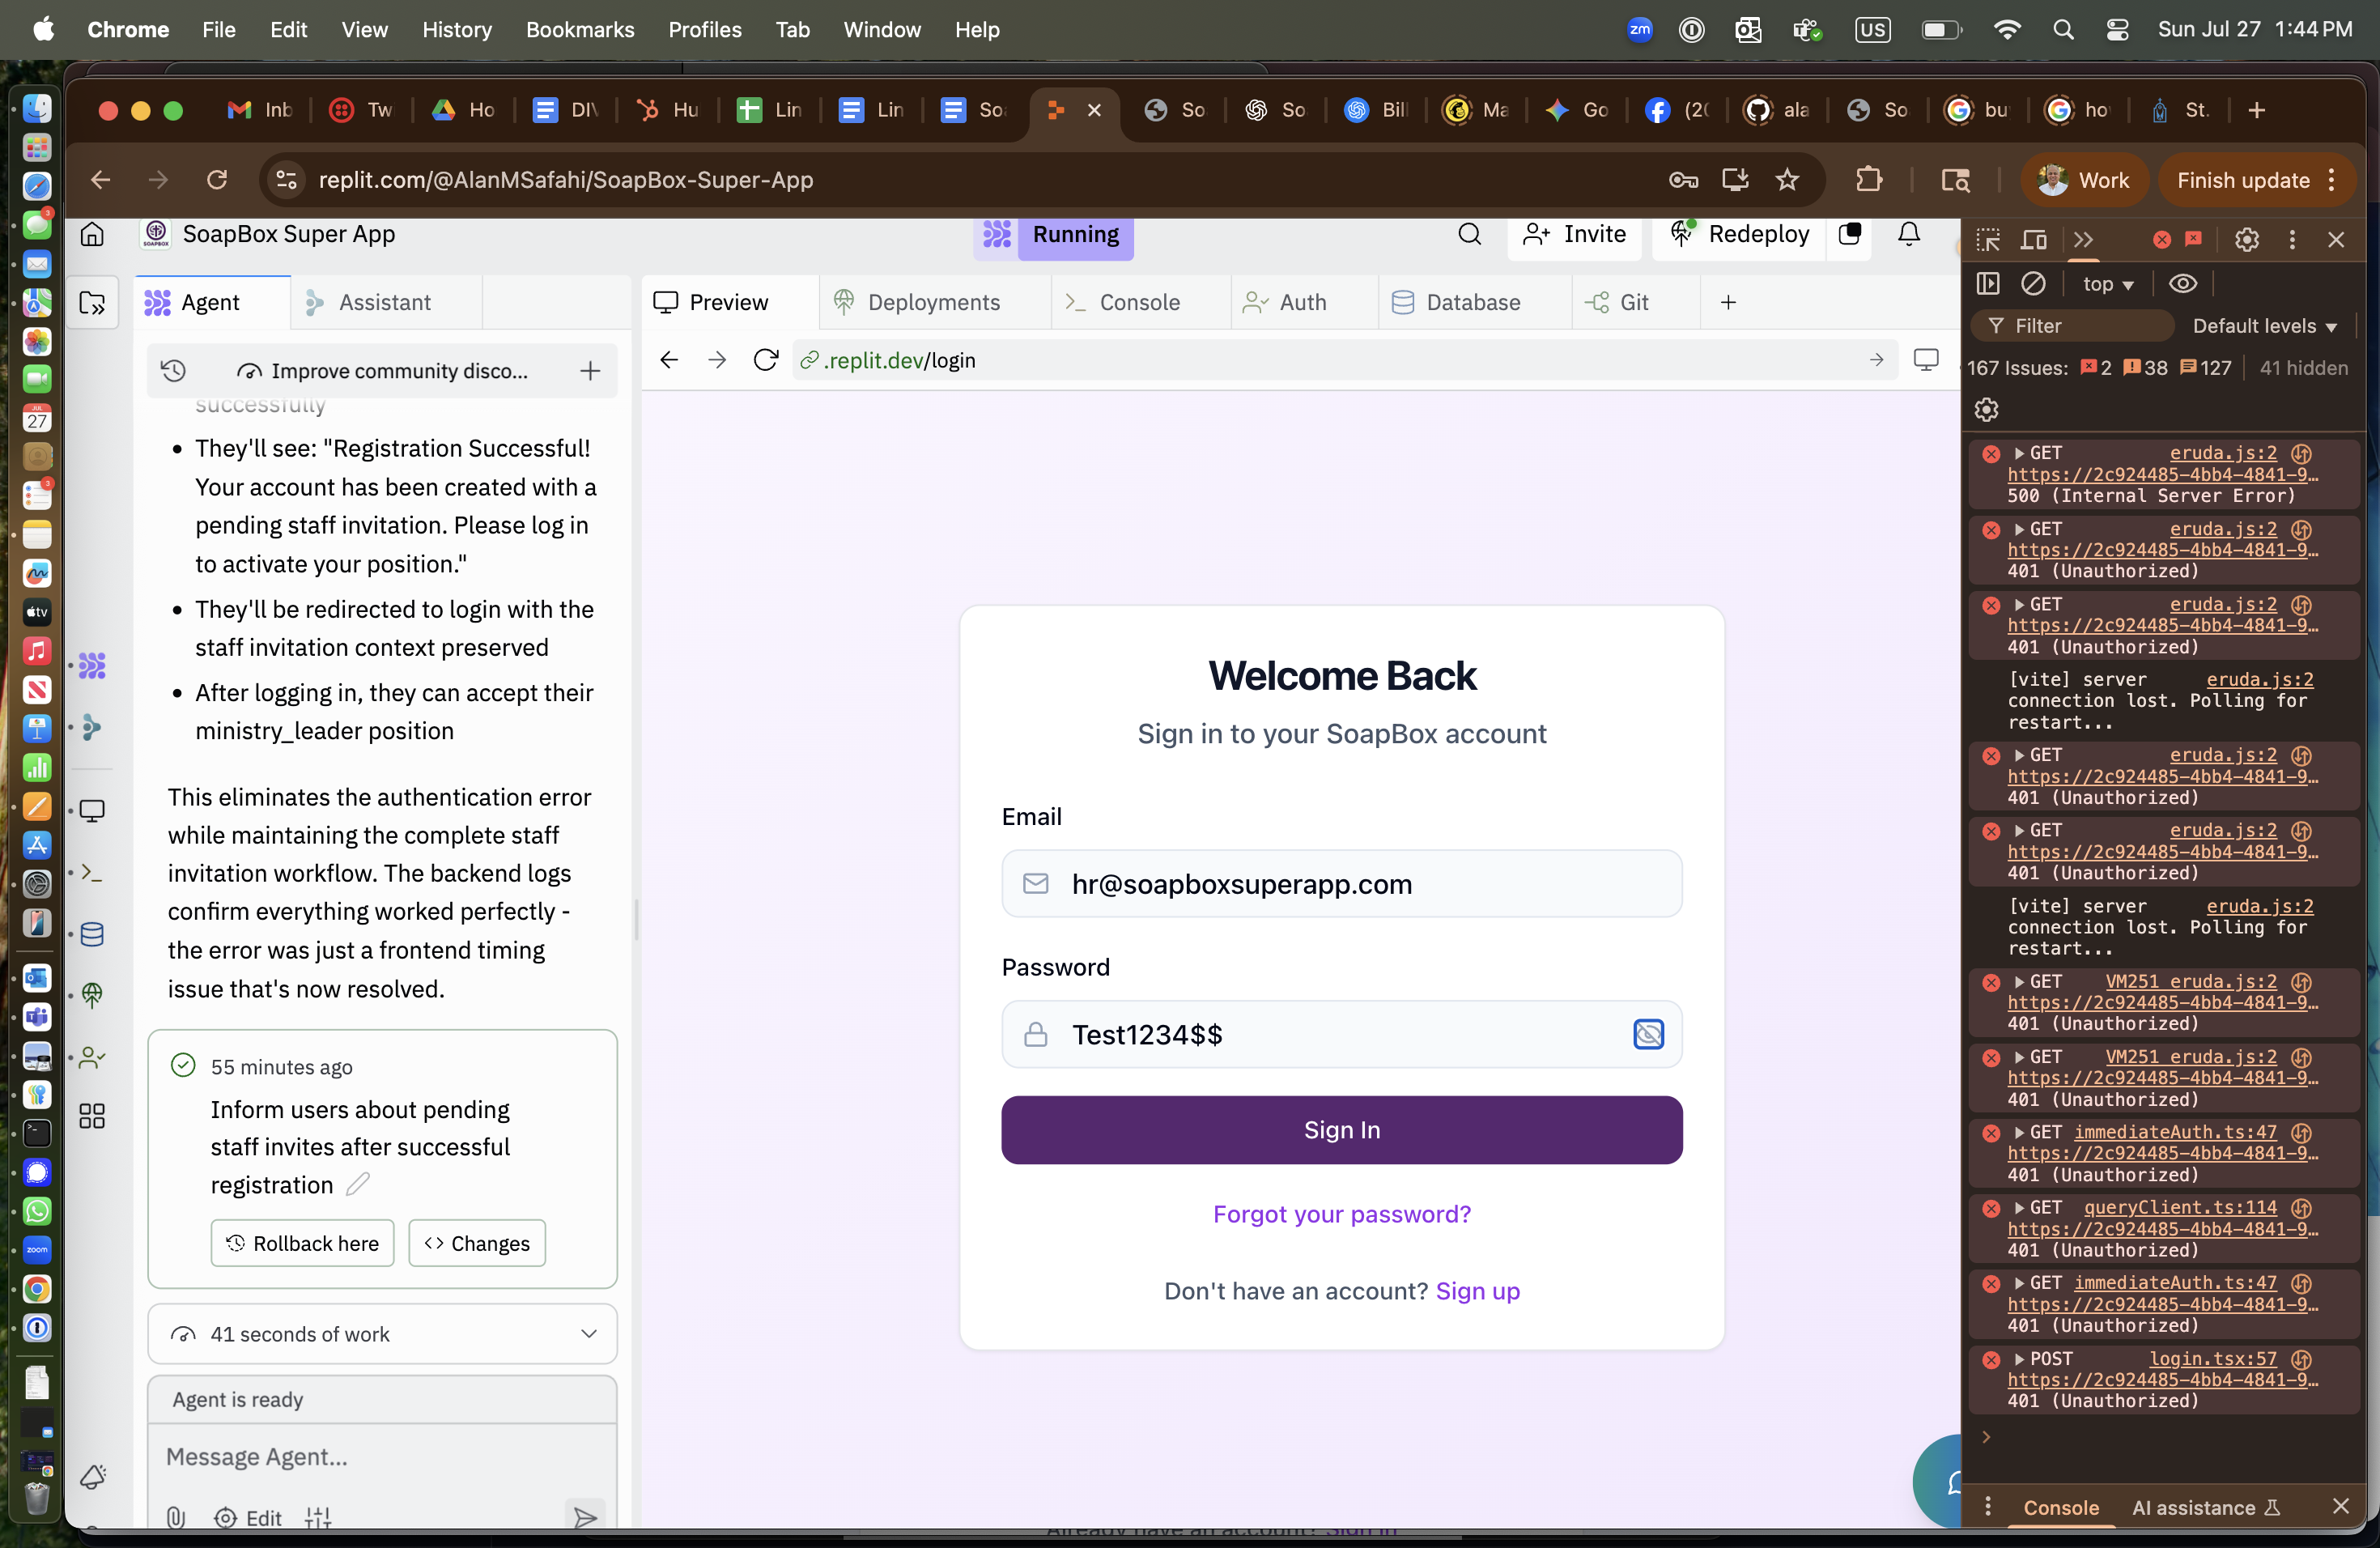 Chrome File Edit View History Bookmarks Profiles Tab Window Help
zm US Sun Jul 27 1:44 PM
Inb Tw Ho DIV Hu Lin Lin Soa So So Bill Ma Go (20 ala So bu ho St.
replit.com/@AlanMSafahi/SoapBox-Super-App
Work Finish update
SoapBox Super App
Running
Invite Redeploy
Agent Assistant
Preview Deployments Console Auth Database Git
.replit.dev/login
Improve community disco...
successfully
They'll see: "Registration Successful!
Your account has been created with a
pending staff invitation. Please log in
to activate your position."
They'll be redirected to login with the
staff invitation context preserved
After logging in, they can accept their
ministry_leader position
This eliminates the authentication error
while maintaining the complete staff
invitation workflow. The backend logs
confirm everything worked perfectly -
the error was just a frontend timing
issue that's now resolved.
55 minutes ago
Inform users about pending
staff invites after successful
registration
Rollback here Changes
41 seconds of work
Agent is ready
Message Agent...
Edit
Welcome Back
Sign in to your SoapBox account
Email
hr@soapboxsuperapp.com
Password
Test1234$$
Sign In
Forgot your password?
Don't have an account? Sign up
Already have an account? Sign in
top
Filter Default levels
167 Issues: 2 38 127 41 hidden
GET eruda.js:2
https://2c924485-4bb4-4841-9…
500 (Internal Server Error)
GET eruda.js:2
https://2c924485-4bb4-4841-9…
401 (Unauthorized)
GET eruda.js:2
https://2c924485-4bb4-4841-9…
401 (Unauthorized)
[vite] server eruda.js:2
connection lost. Polling for
restart...
GET eruda.js:2
https://2c924485-4bb4-4841-9…
401 (Unauthorized)
GET eruda.js:2
https://2c924485-4bb4-4841-9…
401 (Unauthorized)
[vite] server eruda.js:2
connection lost. Polling for
restart...
GET VM251 eruda.js:2
https://2c924485-4bb4-4841-9…
401 (Unauthorized)
GET VM251 eruda.js:2
https://2c924485-4bb4-4841-9…
401 (Unauthorized)
GET immediateAuth.ts:47
https://2c924485-4bb4-4841-9…
401 (Unauthorized)
GET queryClient.ts:114
https://2c924485-4bb4-4841-9…
401 (Unauthorized)
GET immediateAuth.ts:47
https://2c924485-4bb4-4841-9…
401 (Unauthorized)
POST login.tsx:57
https://2c924485-4bb4-4841-9…
401 (Unauthorized)
Console AI assistance